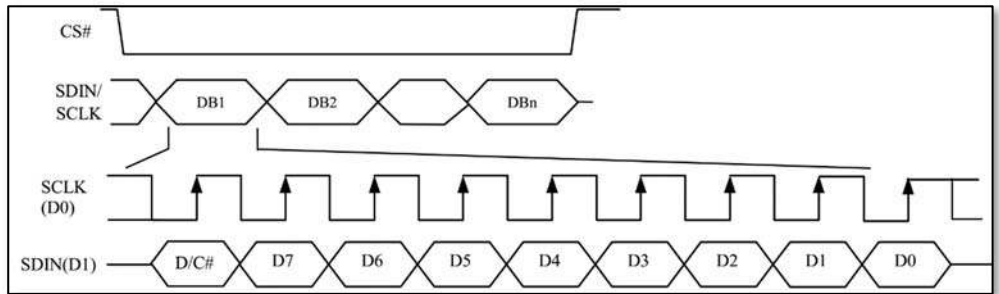 CS#
SDIN/
SCLK
DB1 DB2 DBn
SCLK
(D0)
SDIN(D1) D/C# D7 D6 D5 D4 D3 D2 D1 D0